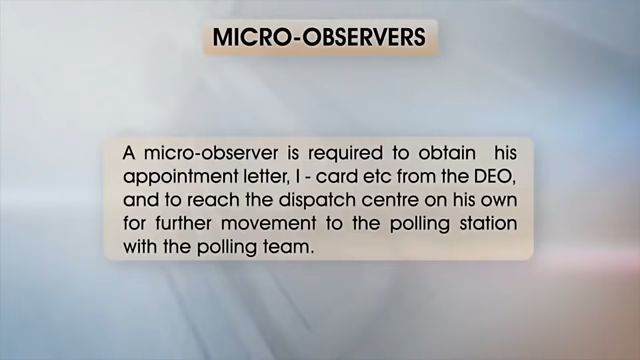 MICRO-OBSERVERS
A micro-observer is required to obtain his
appointment letter, I - card etc from the DEO,
and to reach the dispatch centre on his own
for further movement to the polling station
with the polling team.